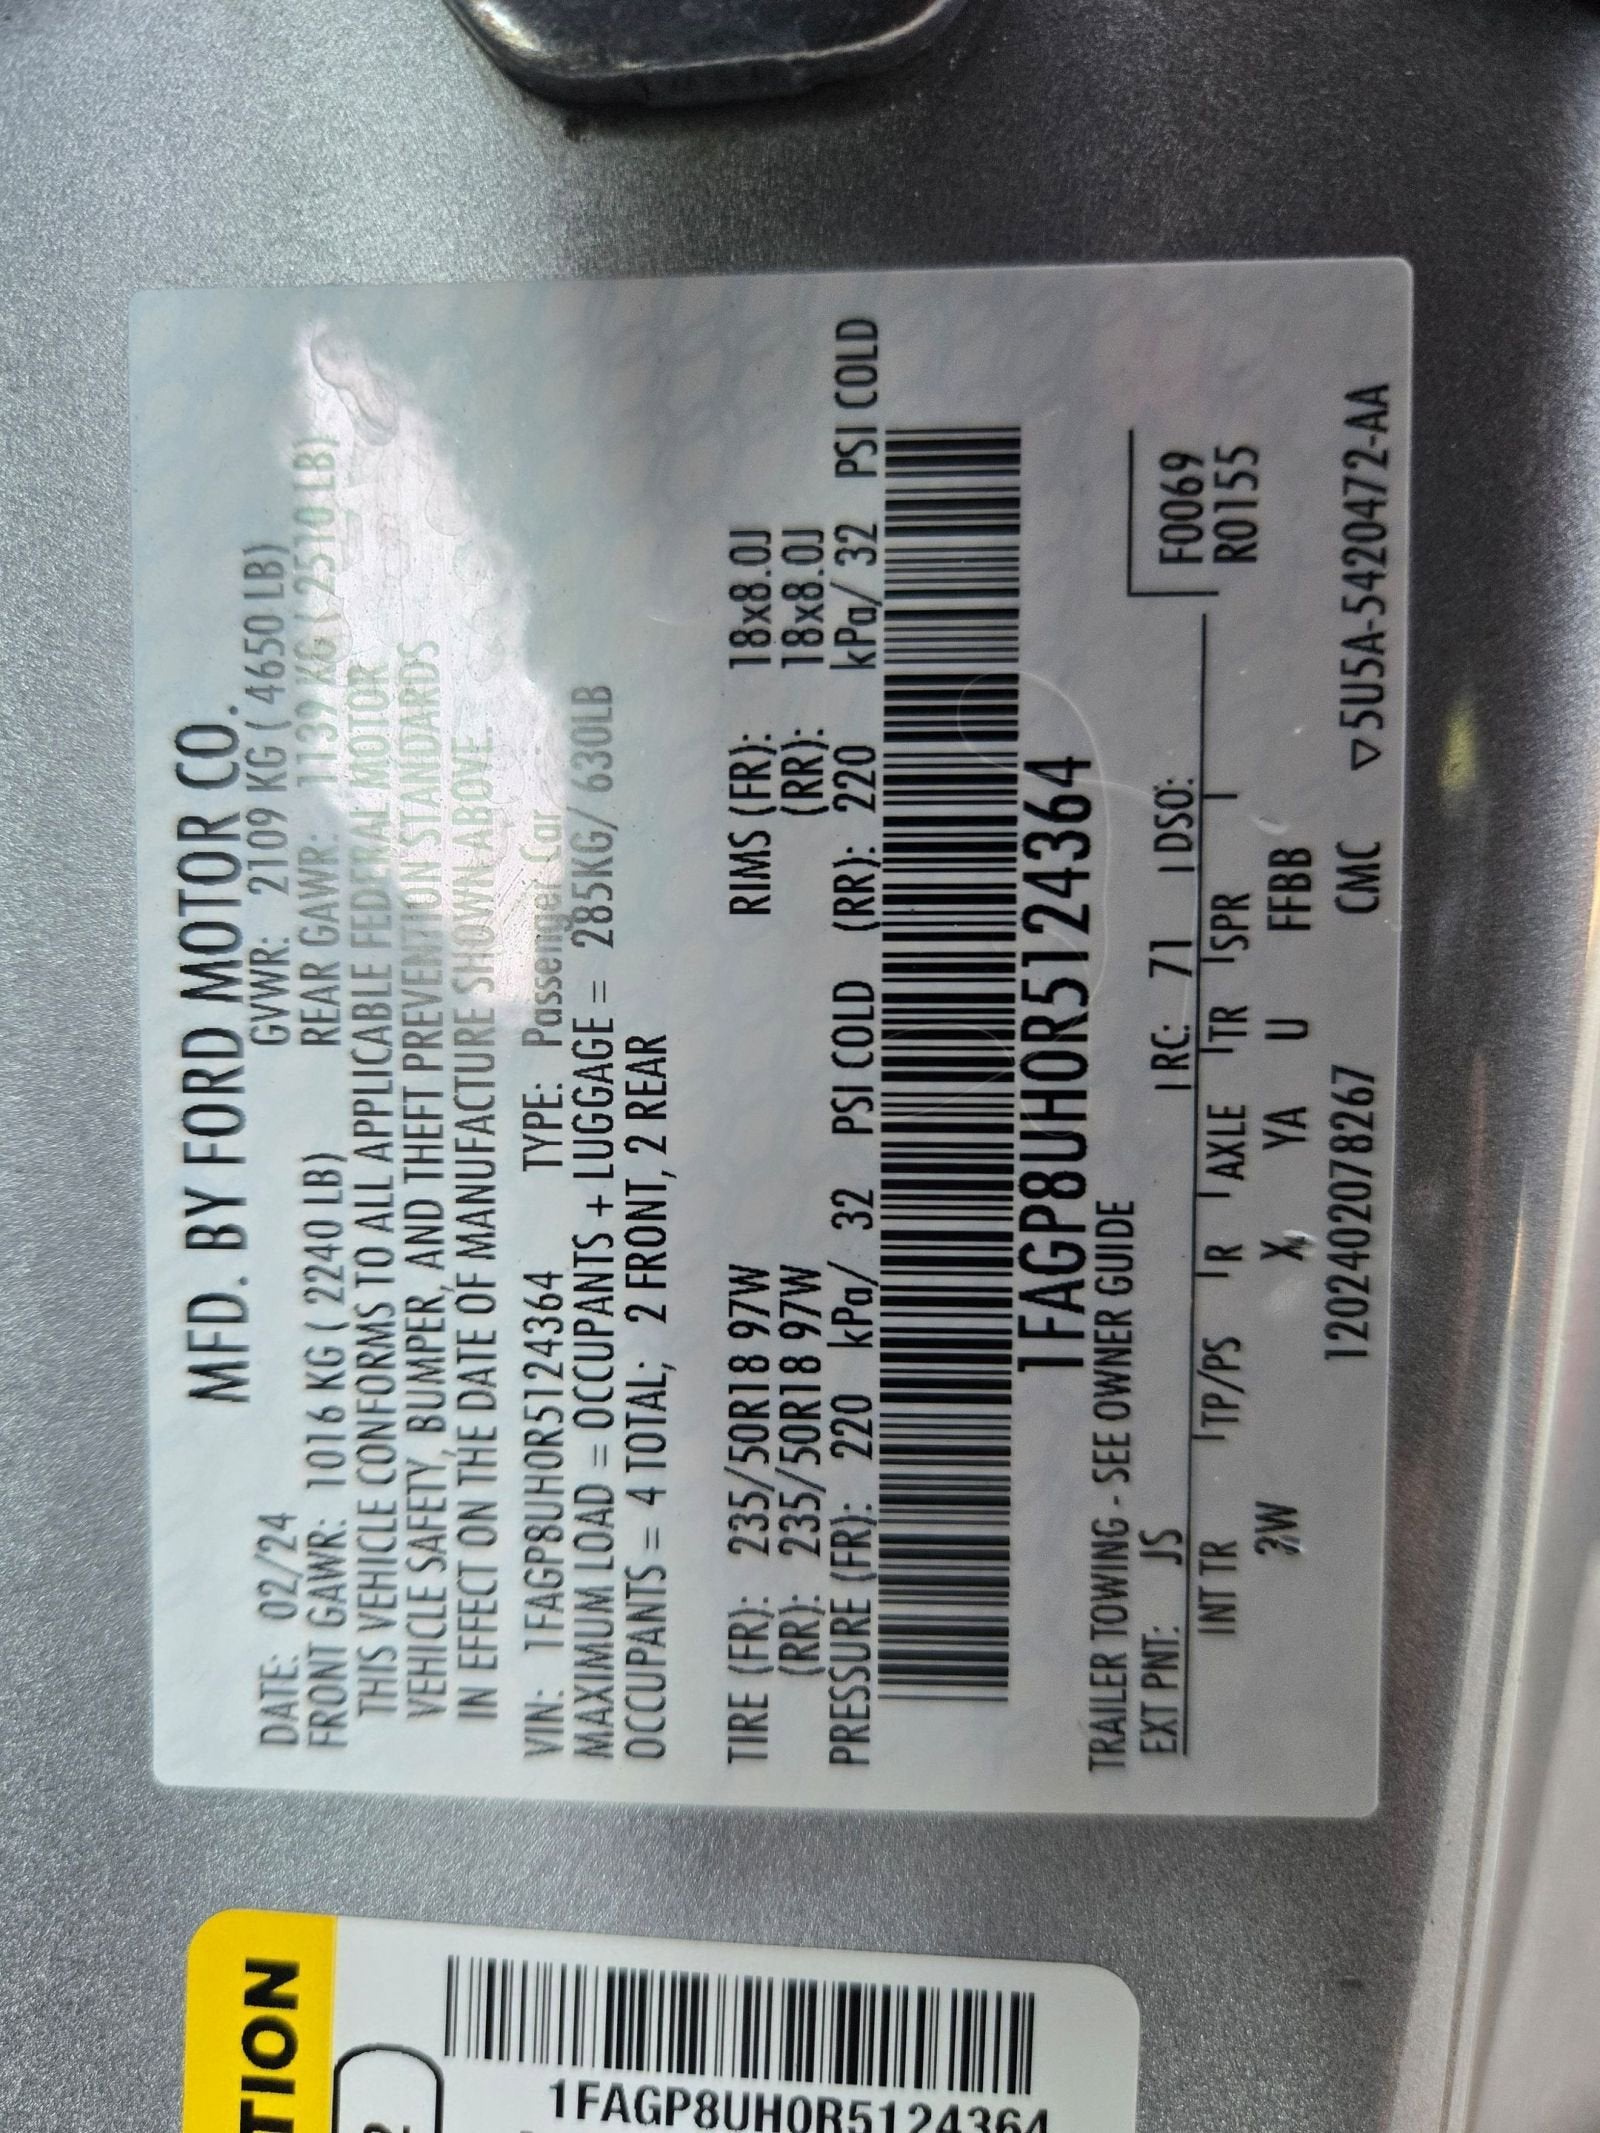 MFD. BY FORD MOTOR CO.
DATE: 02/24 GVWR: 2109 KG ( 4650 LB)
FRONT GAWR: 1016 KG ( 2240 LB) REAR GAWR: 1139 KG ( 2510 LB)
THIS VEHICLE CONFORMS TO ALL APPLICABLE FEDERAL MOTOR
VEHICLE SAFETY, BUMPER, AND THEFT PREVENTION STANDARDS
IN EFFECT ON THE DATE OF MANUFACTURE SHOWN ABOVE.
VIN: 1FAGP8UH0R5124364 TYPE: Passenger Car
MAXIMUM LOAD = OCCUPANTS + LUGGAGE = 285KG/ 630LB
OCCUPANTS = 4 TOTAL; 2 FRONT, 2 REAR
TIRE (FR): 235/50R18 97W RIMS (FR): 18x8.0J
(RR): 235/50R18 97W (RR): 18x8.0J
PRESSURE (FR): 220 kPa/ 32 PSI COLD (RR): 220 kPa/ 32 PSI COLD
1FAGP8UH0R5124364
TRAILER TOWING - SEE OWNER GUIDE
EXT PNT: JS RC: 71 DSO: F0069
INT TR TP/PS R AXLE TR SPR R0155
3W X YA U FFBB
120240207​8267 CMC ▽5U5A-5420472-AA
TION
1FAGP8UH0R5124364